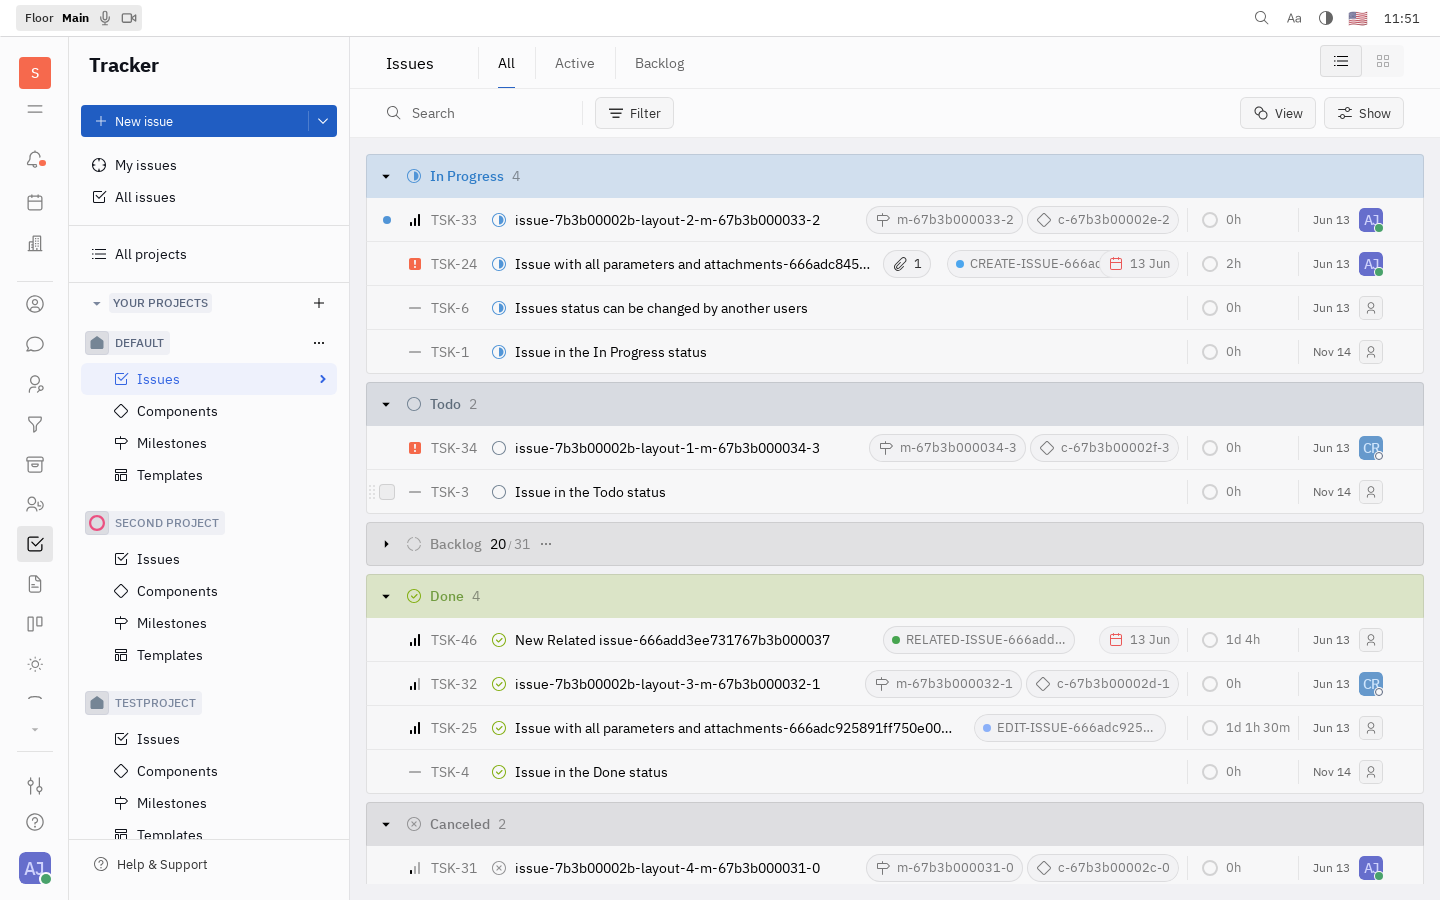 Floor Main
Aa
11:51
S
Tracker
New issue
My issues
All issues
All projects
YOUR PROJECTS
DEFAULT
Issues
Components
Milestones
Templates
SECOND PROJECT
Issues
Components
Milestones
Templates
TESTPROJECT
Issues
Components
Milestones
Templates
Help & Support
AJ
Issues All Active Backlog
Search Filter View Show
In Progress 4
TSK-33 issue-7b3b00002b-layout-2-m-67b3b000033-2 m-67b3b000033-2 c-67b3b00002e-2 0h Jun 13 AJ
TSK-24 Issue with all parameters and attachments-666adc845... 1 CREATE-ISSUE-666ad 13 Jun 2h Jun 13 AJ
TSK-6 Issues status can be changed by another users 0h Jun 13
TSK-1 Issue in the In Progress status 0h Nov 14
Todo 2
TSK-34 issue-7b3b00002b-layout-1-m-67b3b000034-3 m-67b3b000034-3 c-67b3b00002f-3 0h Jun 13 CR
TSK-3 Issue in the Todo status 0h Nov 14
Backlog 20/31
Done 4
TSK-46 New Related issue-666add3ee731767b3b000037 RELATED-ISSUE-666add... 13 Jun 1d 4h Jun 13
TSK-32 issue-7b3b00002b-layout-3-m-67b3b000032-1 m-67b3b000032-1 c-67b3b00002d-1 0h Jun 13 CR
TSK-25 Issue with all parameters and attachments-666adc925891ff750e00... EDIT-ISSUE-666adc925... 1d 1h 30m Jun 13
TSK-4 Issue in the Done status 0h Nov 14
Canceled 2
TSK-31 issue-7b3b00002b-layout-4-m-67b3b000031-0 m-67b3b000031-0 c-67b3b00002c-0 0h Jun 13 AJ